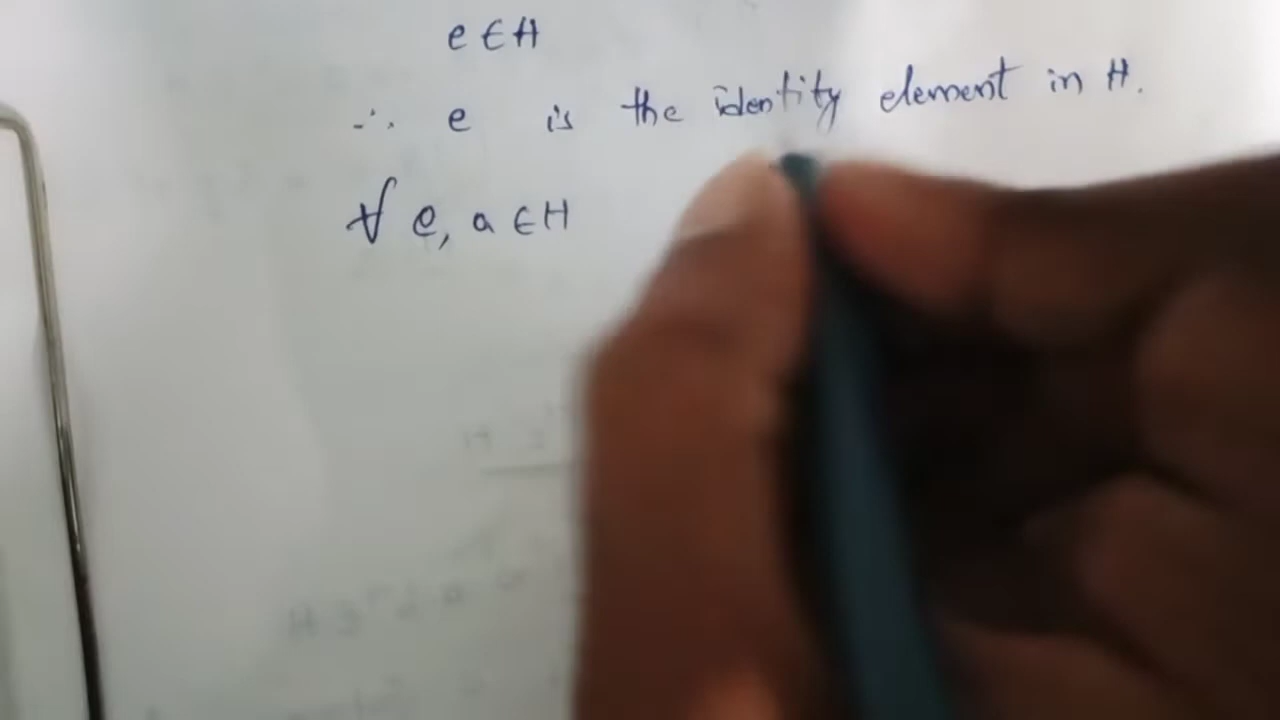 e ∈ H
∴ e is the identity element in H.
∀ e, a ∈ H